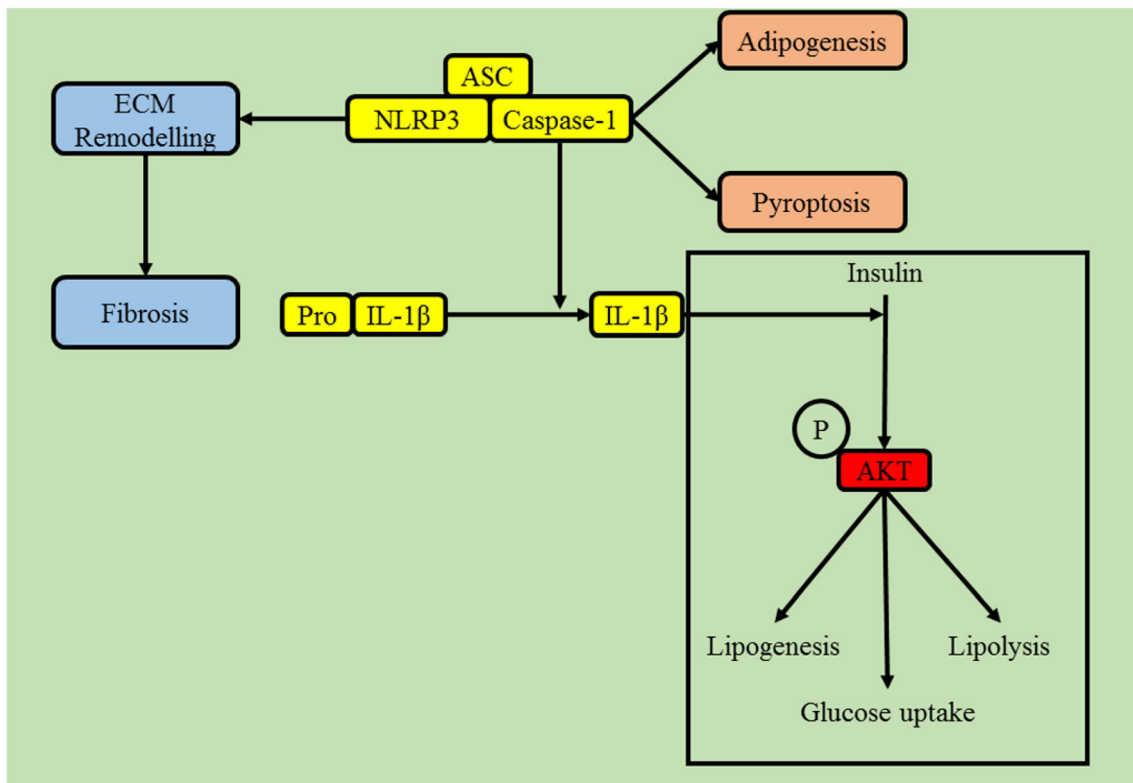 Adipogenesis
ASC
ECM
Remodelling
NLRP3
Caspase-1
Pyroptosis
Insulin
Fibrosis
Pro
IL-1β
IL-1β
P
AKT
Lipogenesis
Lipolysis
Glucose uptake